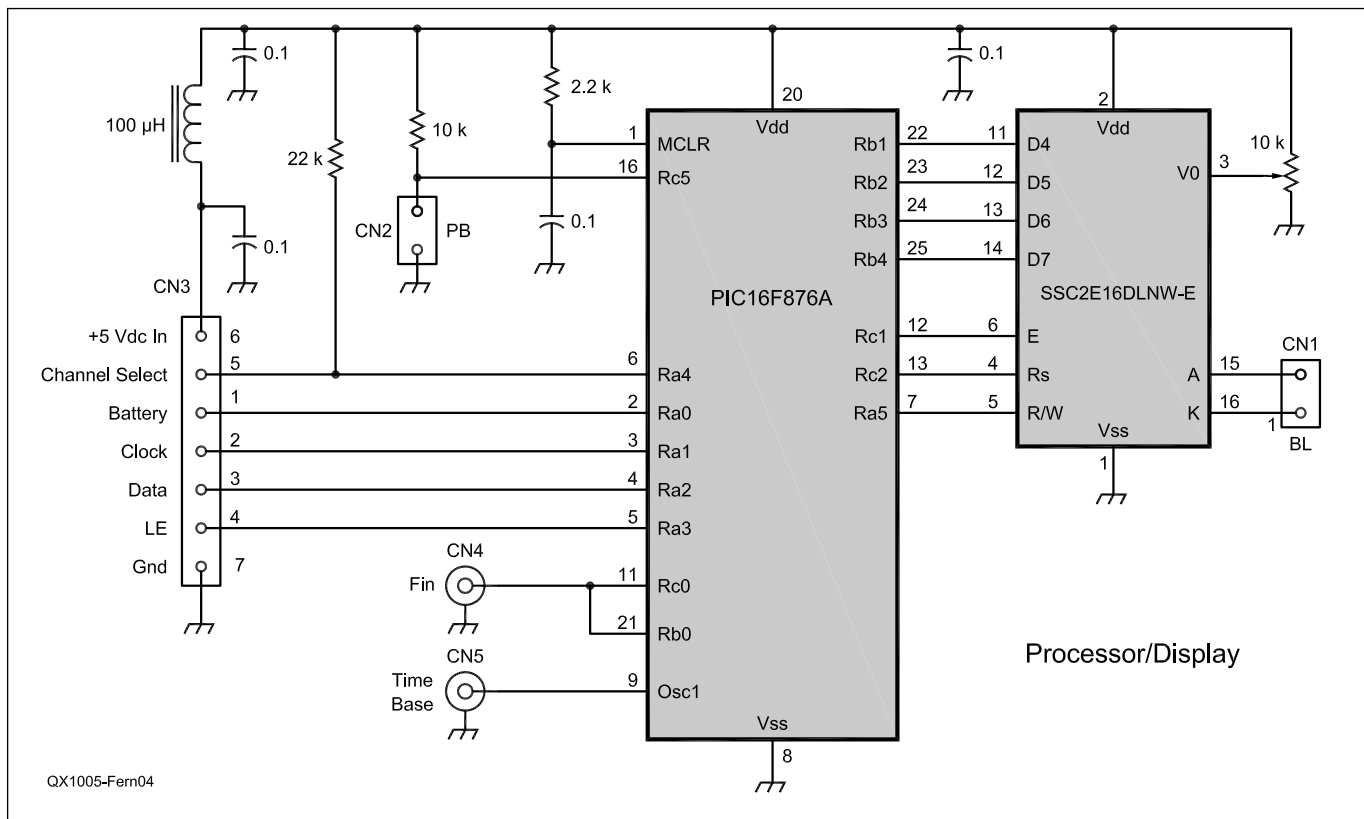 0.1
0.1
100 µH
22 k
10 k
2.2 k
20
2
Vdd
Vdd
1 MCLR
16 Rc5
Rb1 22 11 D4
Rb2 23 12 D5
Rb3 24 13 D6
Rb4 25 14 D7
10 k
V0 3
0.1
CN2 PB
0.1
CN3
PIC16F876A
SSC2E16DLNW-E
+5 Vdc In 6
Rc1 12 6 E
CN1
Channel Select 5 6 Ra4
Rc2 13 4 Rs
A 15
Battery 1 2 Ra0
Ra5 7 5 R/W
K 16 1
BL
Vss
1
Clock 2 3 Ra1
Data 3 4 Ra2
LE 4 5 Ra3
Gnd 7
CN4
Fin 11 Rc0
21 Rb0
CN5
Time
Base
9 Osc1
Vss
8
Processor/Display
QX1005-Fern04